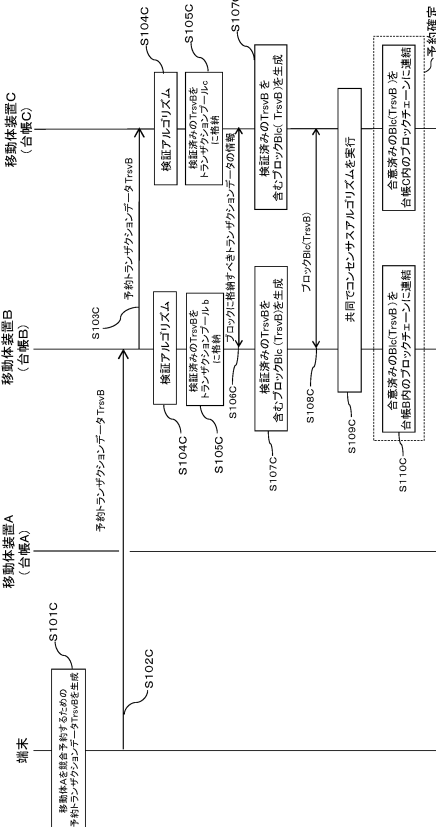 端末
移動体装置A
（台帳A）
移動体装置B
（台帳B）
移動体装置C
（台帳C）
S101C
移動体Aを競合予約するための
予約トランザクションデータTrsvBを生成
S102C
予約トランザクションデータTrsvB
S103C
予約トランザクションデータTrsvB
検証アルゴリズム
S104C
検証アルゴリズム
S104C
検証済みのTrsvBを
トランザクションプールb
に格納
S105C
検証済みのTrsvBを
トランザクションプールc
に格納
S105C
ブロックに格納すべきトランザクションデータの情報
S106C
検証済みのTrsvBを
含むブロックBlc（TrsvB）を生成
S107C
検証済みのTrsvB を
含むブロックBlc（ TrsvB）を生成
S107C
ブロックBlc(TrsvB)
S108C
共同でコンセンサスアルゴリズムを実行
S109C
合意済みのBlc(TrsvB )を
台帳B内のブロックチェーンに連結
合意済みのBlc(TrsvB )を
台帳C内のブロックチェーンに連結
S110C
予約確定